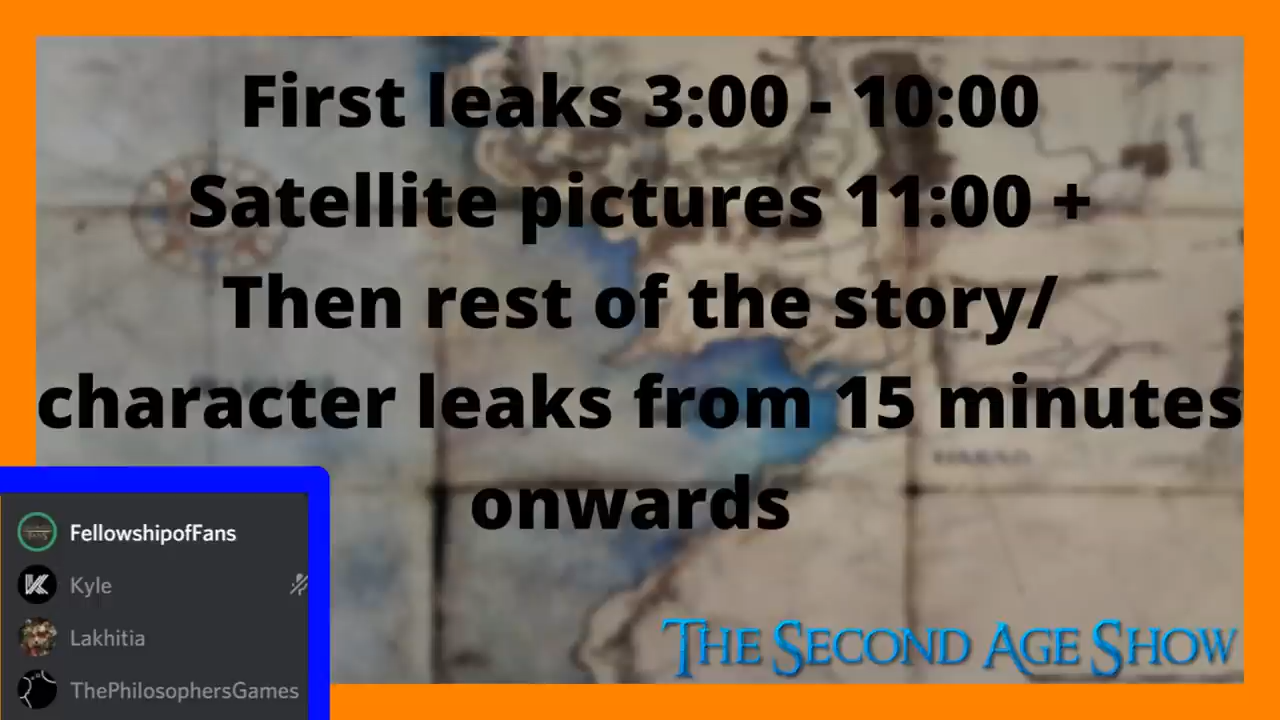 First leaks 3:00 - 10:00
Satellite pictures 11:00 +
Then rest of the story/
character leaks from 15 minutes
onwards
FellowshipofFans
Kyle
Lakhitia
ThePhilosophersGames
THE SECOND AGE SHOW